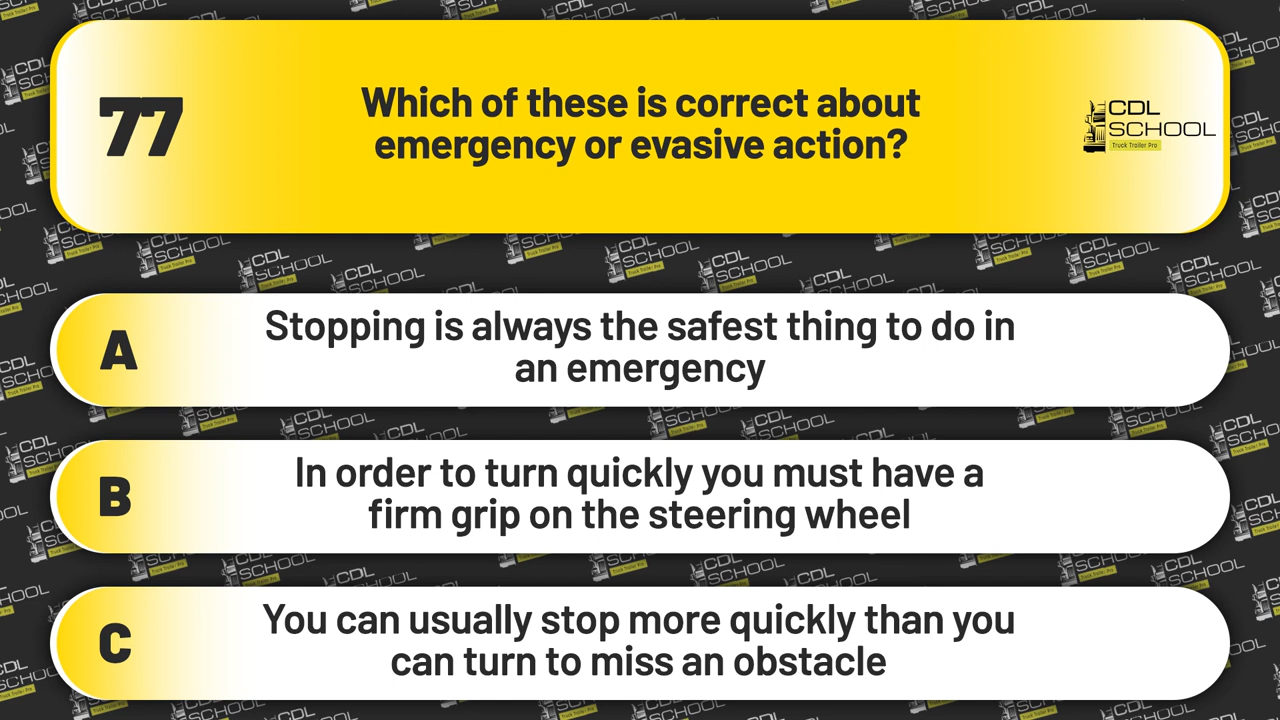 77
Which of these is correct about
emergency or evasive action?
CDL
SCHOOL
Truck Trailer Pro
A
Stopping is always the safest thing to do in
an emergency
B
In order to turn quickly you must have a
firm grip on the steering wheel
C
You can usually stop more quickly than you
can turn to miss an obstacle